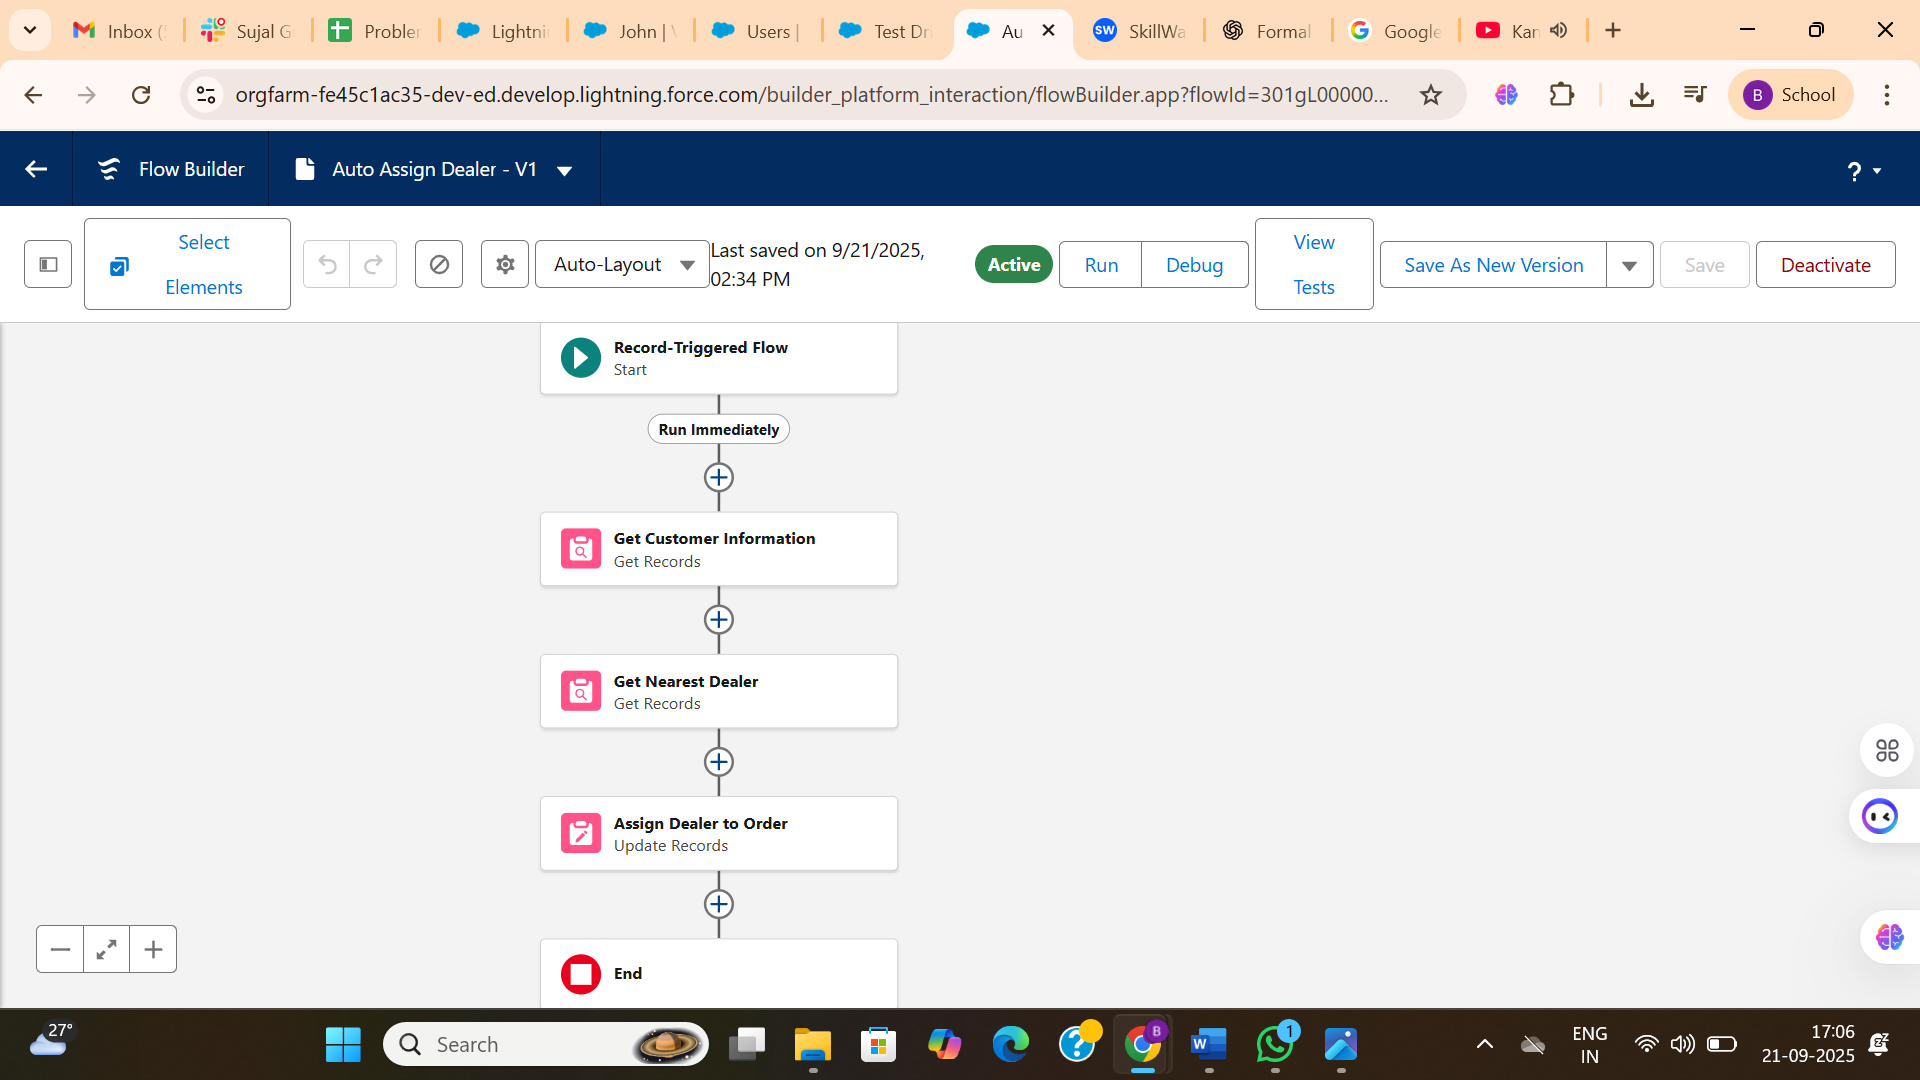 Inbox (
Sujal G
Probler
Lightni
John | \
Users |
Test Dri
Au
SW
SkillWa
Formal
Google
Kan
orgfarm-fe45c1ac35-dev-ed.develop.lightning.force.com/builder_platform_interaction/flowBuilder.app?flowId=301gL00000...
B School
Flow Builder
Auto Assign Dealer - V1
?
Select Elements
Auto-Layout
Last saved on 9/21/2025,
02:34 PM
Active
Run
Debug
View Tests
Save As New Version
Save
Deactivate
Record-Triggered Flow
Start
Run Immediately
Get Customer Information
Get Records
Get Nearest Dealer
Get Records
Assign Dealer to Order
Update Records
End
27°
Search
B
W
1
ENG
IN
17:06
21-09-2025